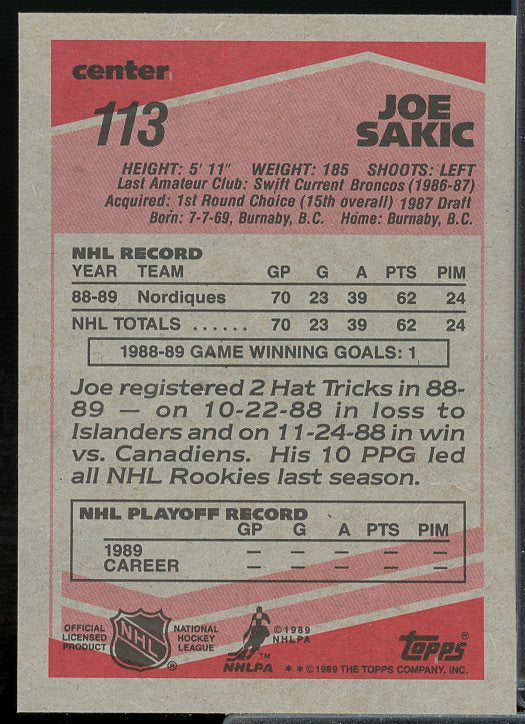 center
113
JOE
SAKIC
HEIGHT: 5' 11" WEIGHT: 185 SHOOTS: LEFT
Last Amateur Club: Swift Current Broncos (1986-87)
Acquired: 1st Round Choice (15th overall) 1987 Draft
Born: 7-7-69, Burnaby, B.C. Home: Burnaby, B.C.
NHL RECORD
YEAR TEAM GP G A PTS PIM
88-89 Nordiques 70 23 39 62 24
NHL TOTALS ...... 70 23 39 62 24
1988-89 GAME WINNING GOALS: 1
Joe registered 2 Hat Tricks in 88-
89 — on 10-22-88 in loss to
Islanders and on 11-24-88 in win
vs. Canadiens. His 10 PPG led
all NHL Rookies last season.
NHL PLAYOFF RECORD
GP G A PTS PIM
1989 — — — — —
CAREER — — — — —
OFFICIAL
LICENSED
PRODUCT
NHL
®
NATIONAL
HOCKEY
LEAGUE
©1989
NHLPA
TM
NHLPA
TOPPS®
* * © 1989 THE TOPPS COMPANY, INC.